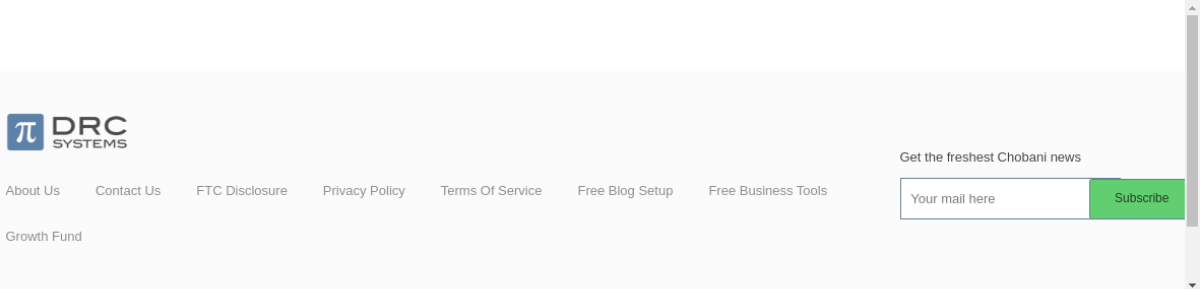 π DRC
SYSTEMS
Get the freshest Chobani news
About Us Contact Us FTC Disclosure Privacy Policy Terms Of Service Free Blog Setup Free Business Tools
Your mail here Subscribe
Growth Fund